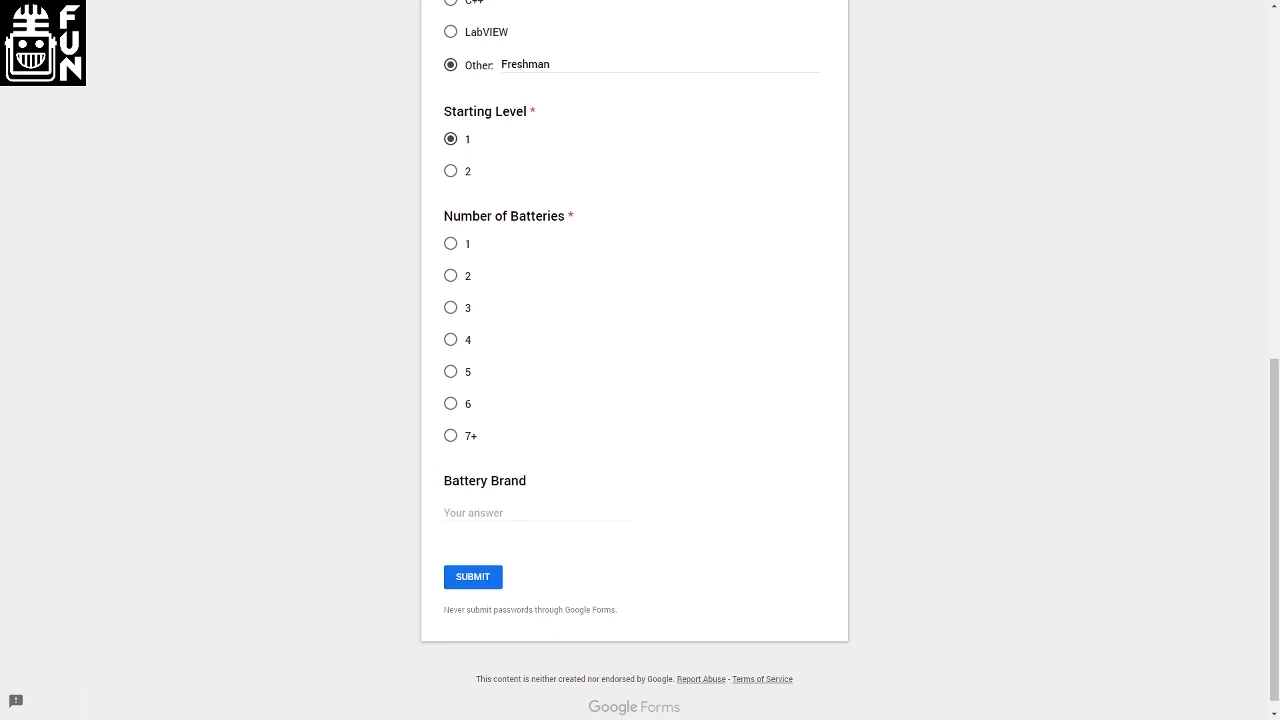 FUN
C++
LabVIEW
Other: Freshman
Starting Level *
1
2
Number of Batteries *
1
2
3
4
5
6
7+
Battery Brand
Your answer
SUBMIT
Never submit passwords through Google Forms.
This content is neither created nor endorsed by Google. Report Abuse - Terms of Service
Google Forms